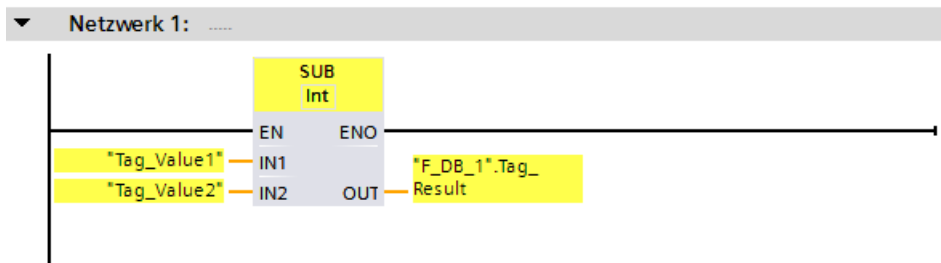 Netzwerk 1: .....
SUB
Int
EN ENO
"Tag_Value1" IN1
"F_DB_1".Tag_
"Tag_Value2" IN2 OUT Result